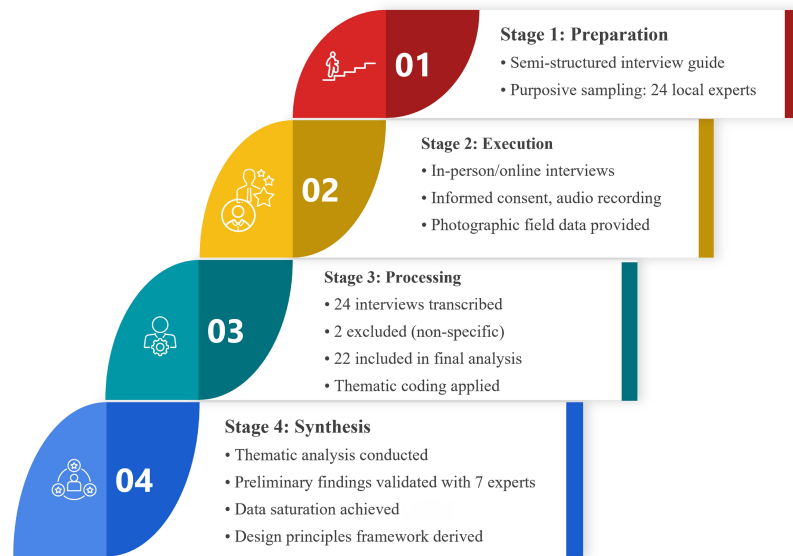 01
Stage 1: Preparation
• Semi-structured interview guide
• Purposive sampling: 24 local experts
02
Stage 2: Execution
• In-person/online interviews
• Informed consent, audio recording
• Photographic field data provided
03
Stage 3: Processing
• 24 interviews transcribed
• 2 excluded (non-specific)
• 22 included in final analysis
• Thematic coding applied
04
Stage 4: Synthesis
• Thematic analysis conducted
• Preliminary findings validated with 7 experts
• Data saturation achieved
• Design principles framework derived